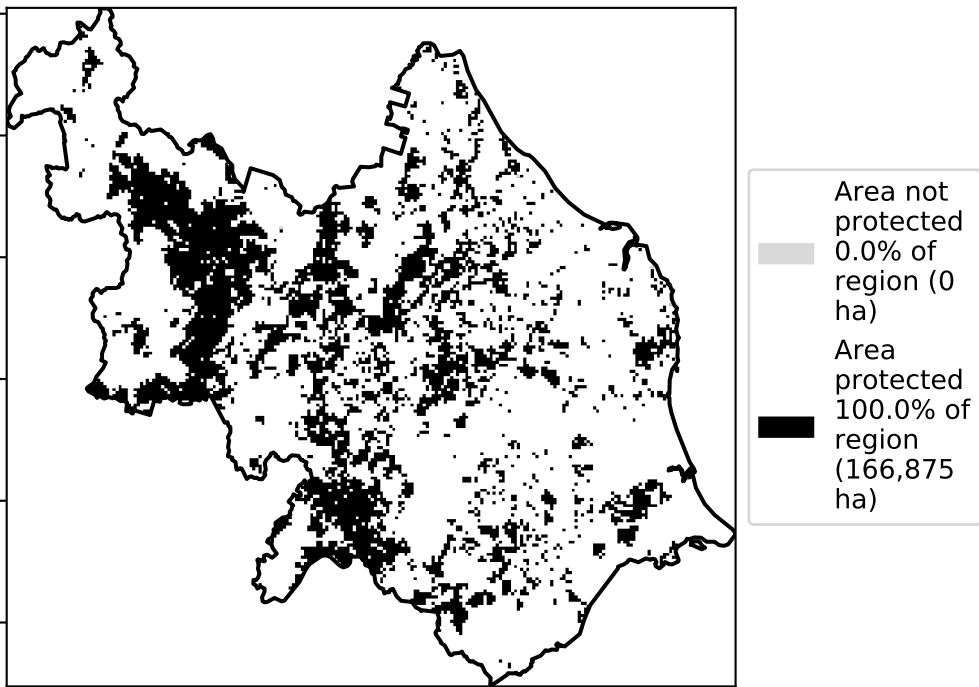 Area not
protected
0.0% of
region (0
ha)
Area
protected
100.0% of
region
(166,875
ha)